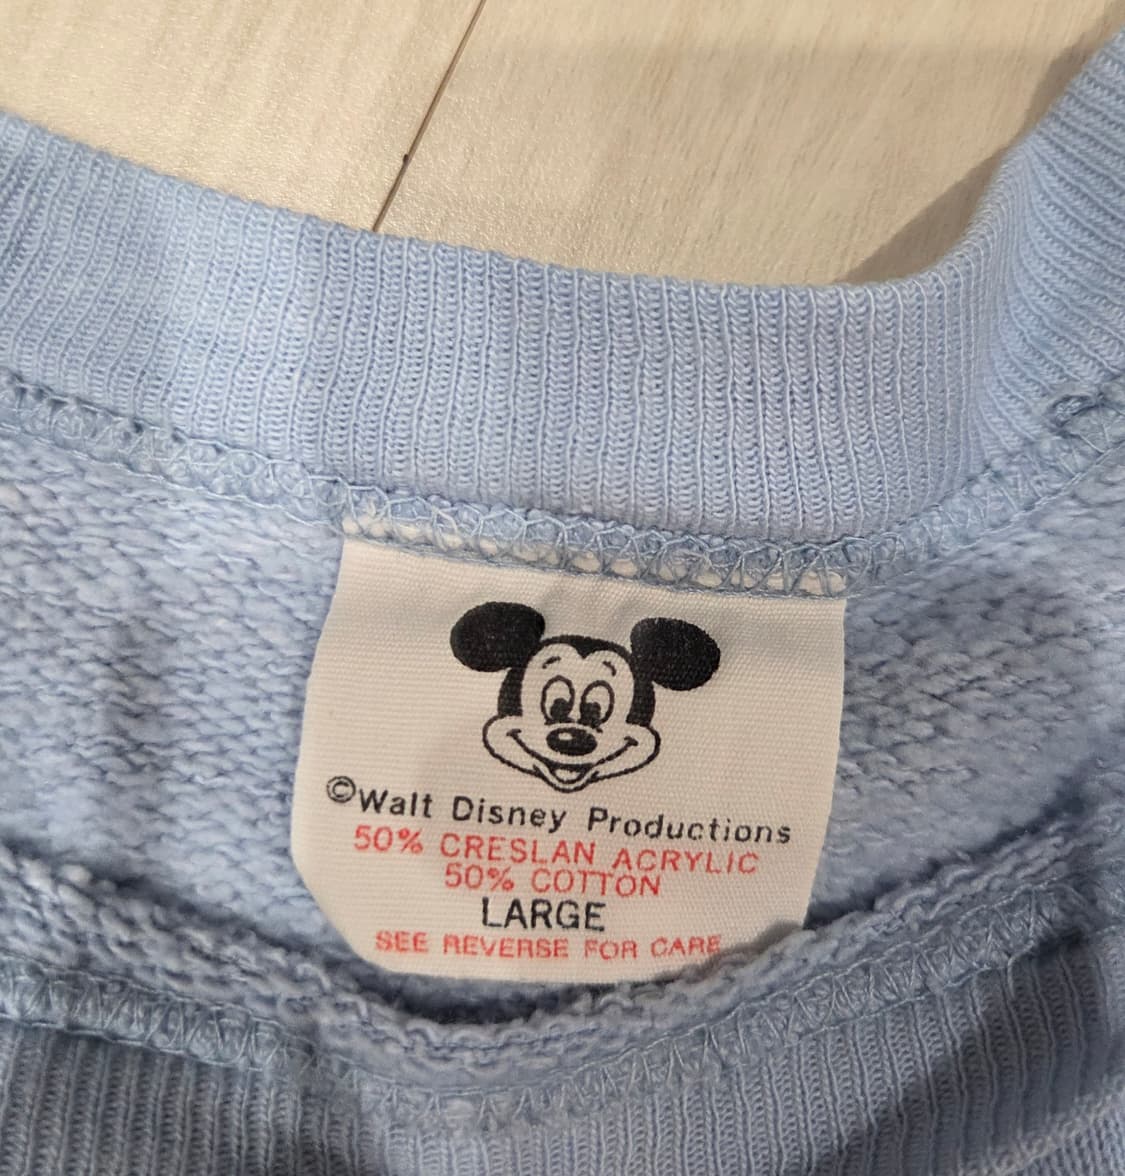 ©Walt Disney Productions
50% CRESLAN ACRYLIC
50% COTTON
LARGE
SEE REVERSE FOR CARE